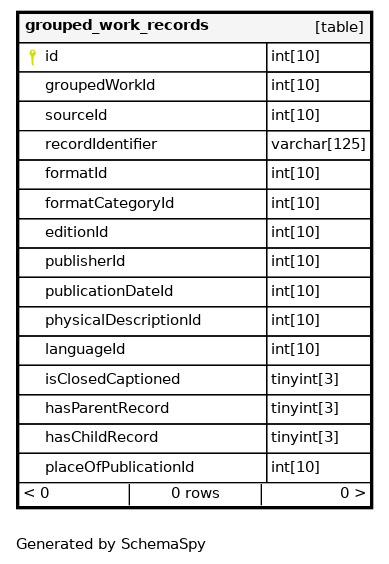 grouped_work_records [table]
id int[10]
groupedWorkId int[10]
sourceId int[10]
recordIdentifier varchar[125]
formatId int[10]
formatCategoryId int[10]
editionId int[10]
publisherId int[10]
publicationDateId int[10]
physicalDescriptionId int[10]
languageId int[10]
isClosedCaptioned tinyint[3]
hasParentRecord tinyint[3]
hasChildRecord tinyint[3]
placeOfPublicationId int[10]
< 0 0 rows 0 >
Generated by SchemaSpy